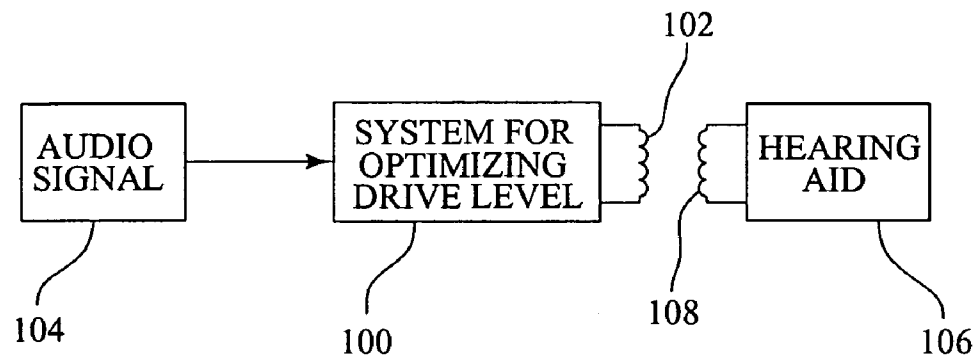 102
AUDIO
SIGNAL
SYSTEM FOR
OPTIMIZING
DRIVE LEVEL
HEARING
AID
104
100
108
106